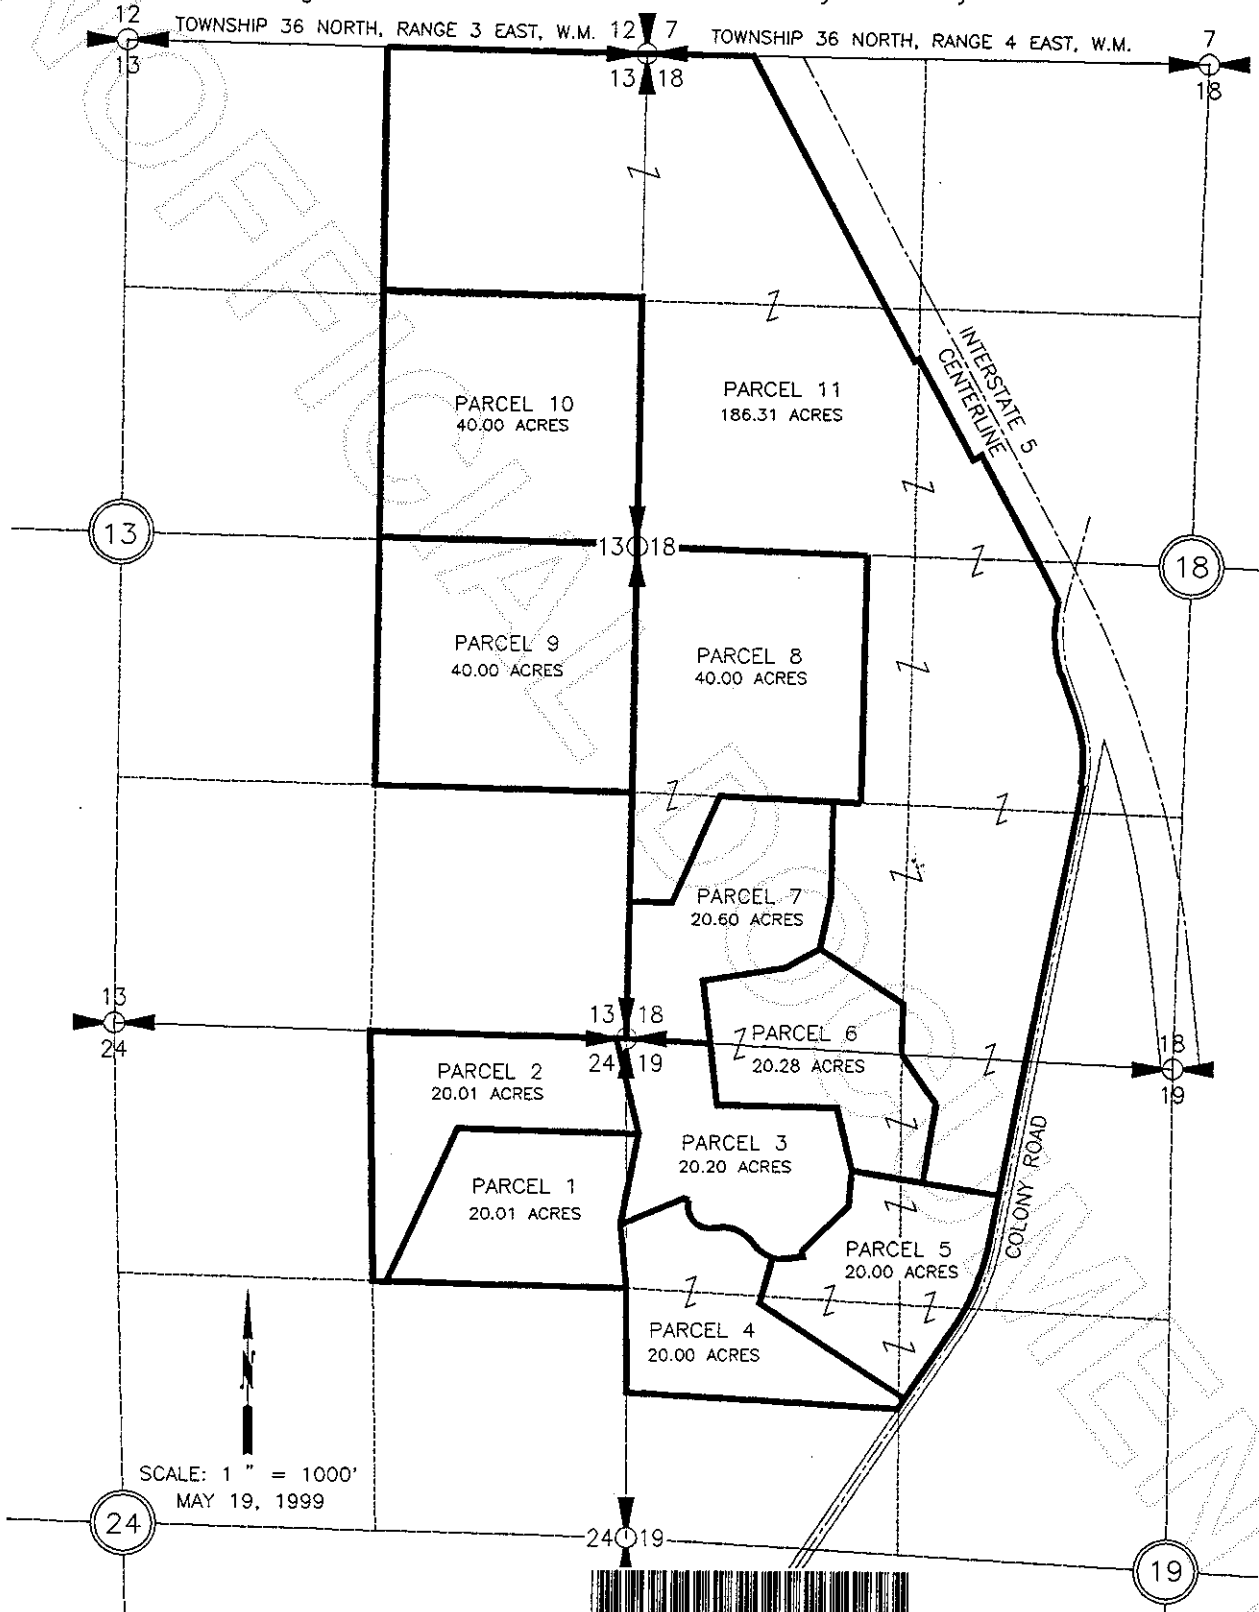 12
TOWNSHIP 36 NORTH, RANGE 3 EAST, W.M.
12 7
TOWNSHIP 36 NORTH, RANGE 4 EAST, W.M.
7
13
13 18
18
INTERSTATE 5
CENTERLINE
PARCEL 10
40.00 ACRES
PARCEL 11
186.31 ACRES
13
13 18
18
PARCEL 9
40.00 ACRES
PARCEL 8
40.00 ACRES
PARCEL 7
20.60 ACRES
13
24
13 18
24 19
18
19
PARCEL 6
20.28 ACRES
PARCEL 2
20.01 ACRES
PARCEL 3
20.20 ACRES
PARCEL 1
20.01 ACRES
COLONY ROAD
PARCEL 5
20.00 ACRES
PARCEL 4
20.00 ACRES
N
SCALE: 1 " = 1000'
MAY 19, 1999
24
24 19
19
UNOFFICIAL DOCUMENT